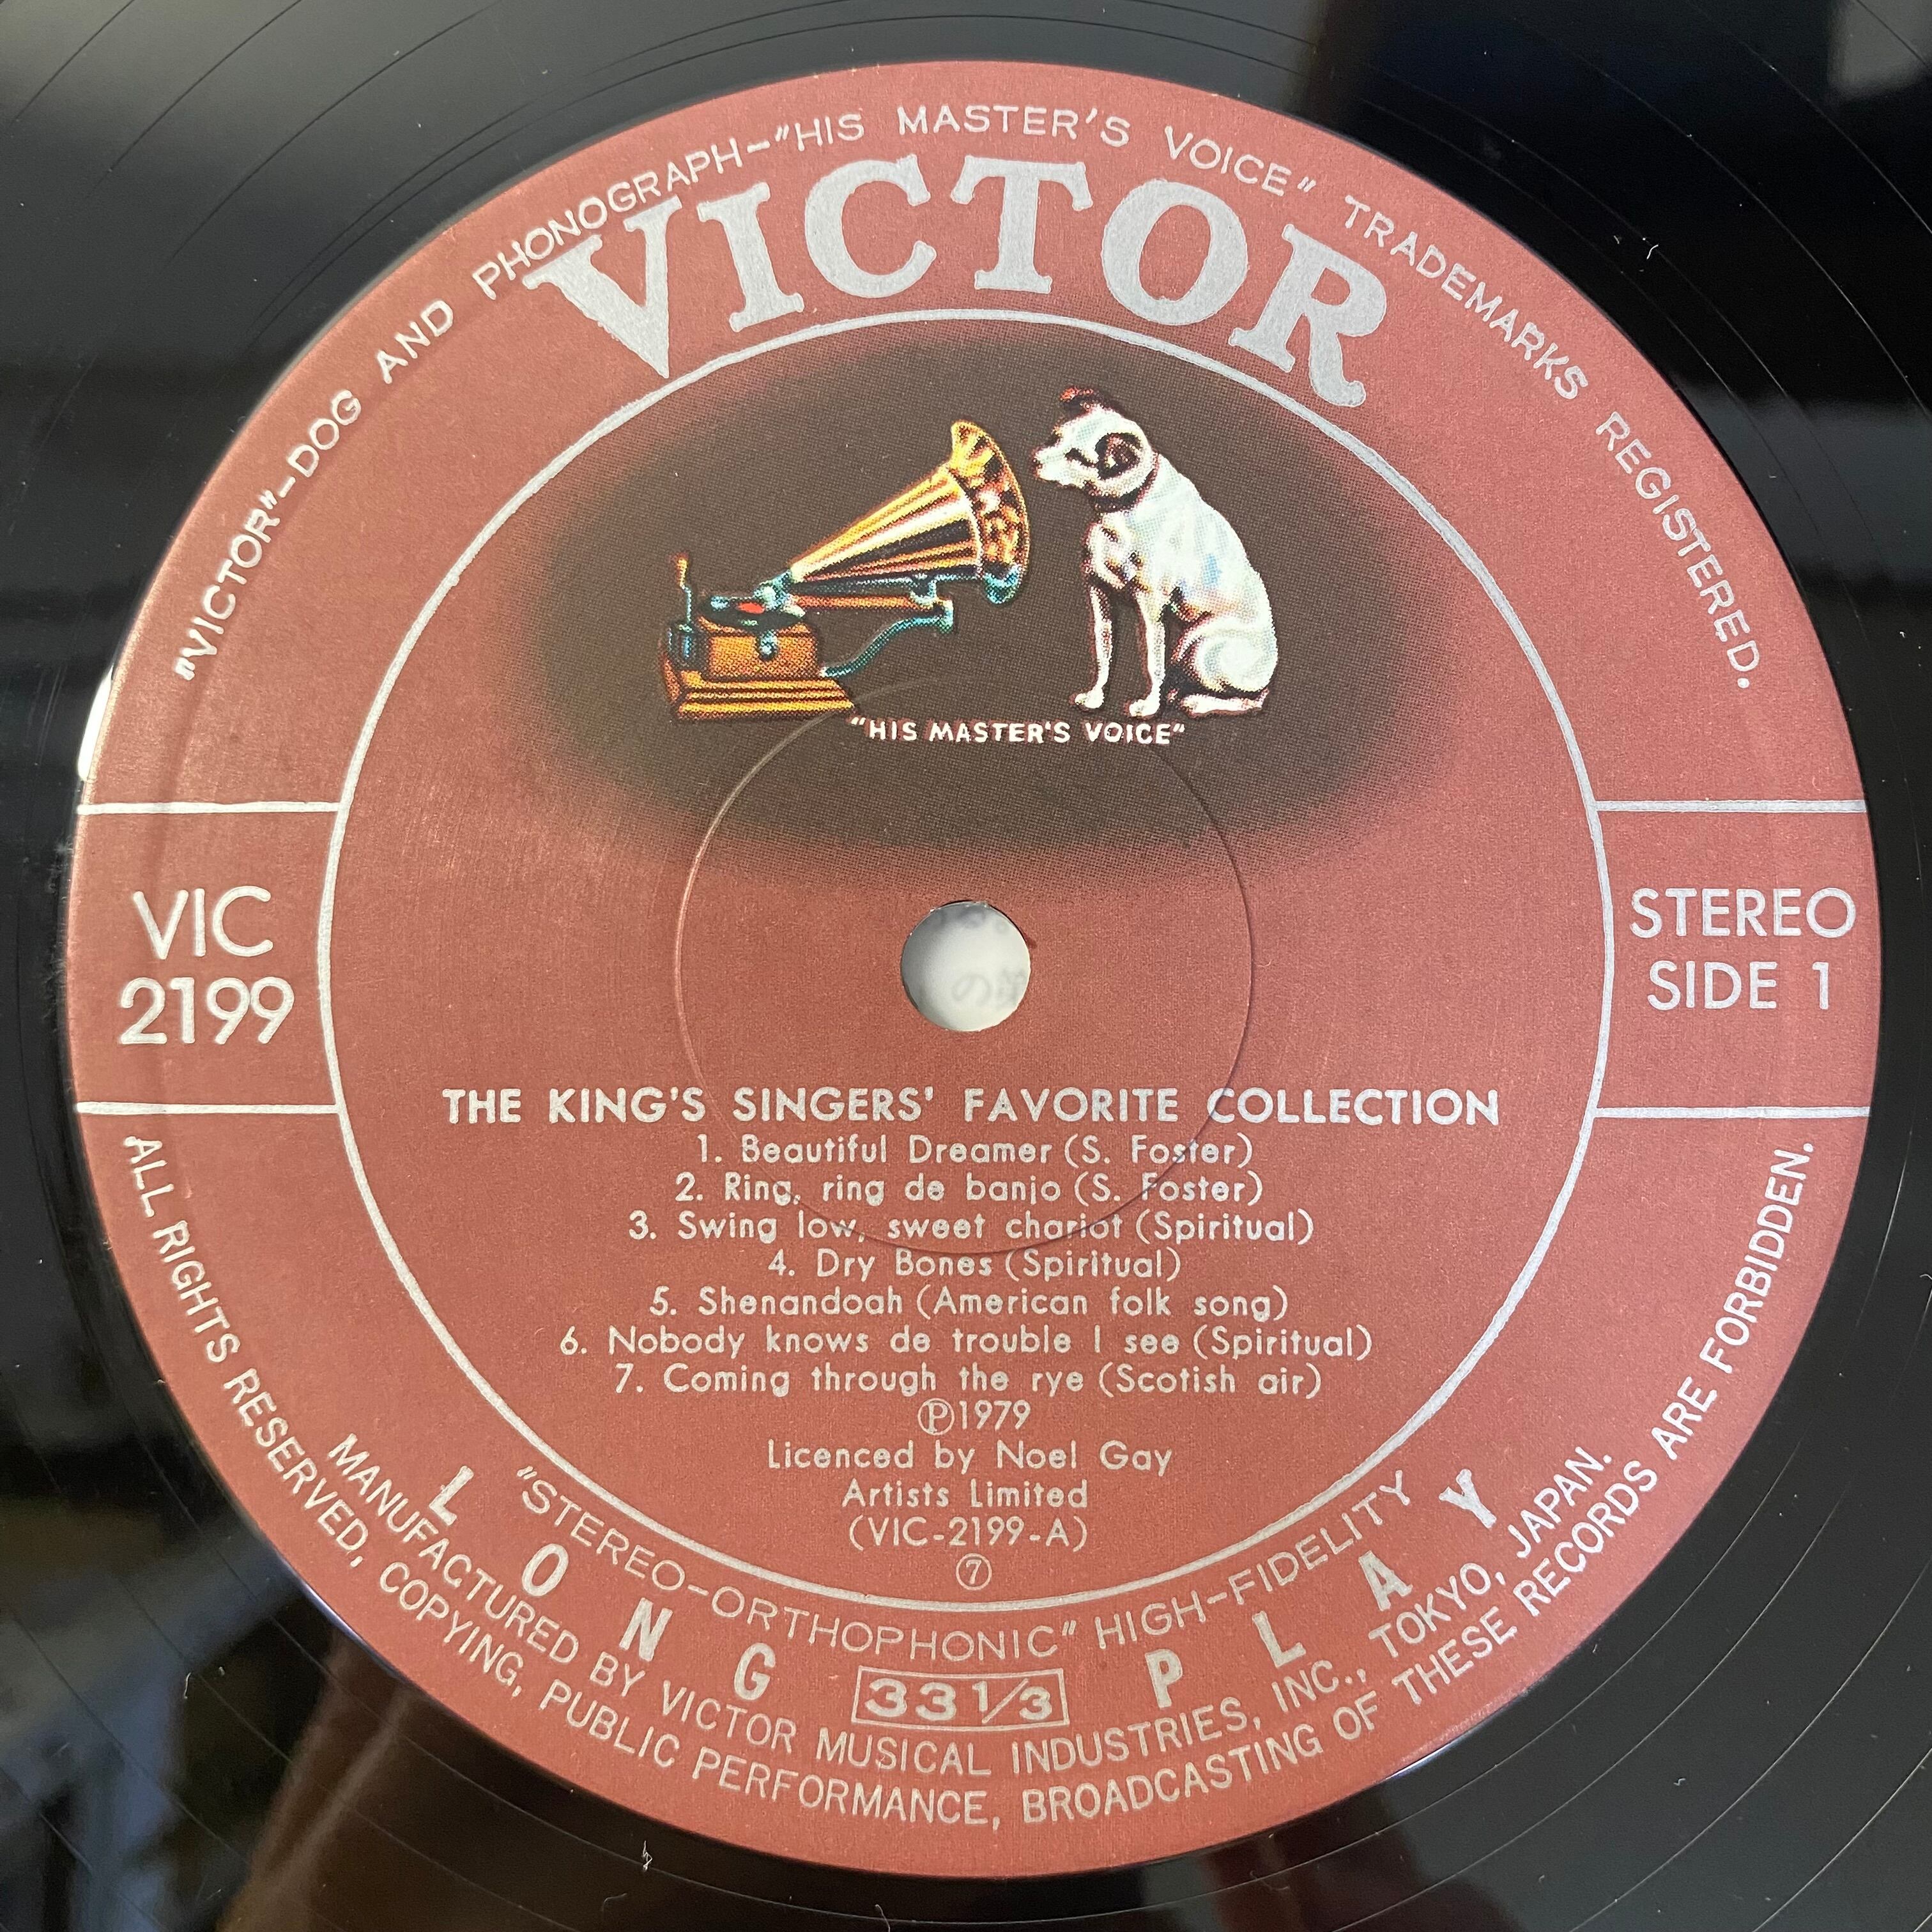 "VICTOR"-DOG AND PHONOGRAPH-"HIS MASTER'S VOICE" TRADEMARKS REGISTERED.
VICTOR
"HIS MASTER'S VOICE"
VIC
2199
STEREO
SIDE 1
THE KING'S SINGERS' FAVORITE COLLECTION
1. Beautiful Dreamer (S. Foster)
2. Ring, ring de banjo (S. Foster)
3. Swing low, sweet chariot (Spiritual)
4. Dry Bones (Spiritual)
5. Shenandoah (American folk song)
6. Nobody knows de trouble I see (Spiritual)
7. Coming through the rye (Scotish air)
Ⓟ1979
Licenced by Noel Gay
Artists Limited
(VIC-2199-A)
⑦
"STEREO-ORTHOPHONIC" HIGH-FIDELITY
LONG PLAY
33 1/3
MANUFACTURED BY VICTOR MUSICAL INDUSTRIES, INC., TOKYO, JAPAN.
ALL RIGHTS RESERVED, COPYING, PUBLIC PERFORMANCE, BROADCASTING OF THESE RECORDS ARE FORBIDDEN.